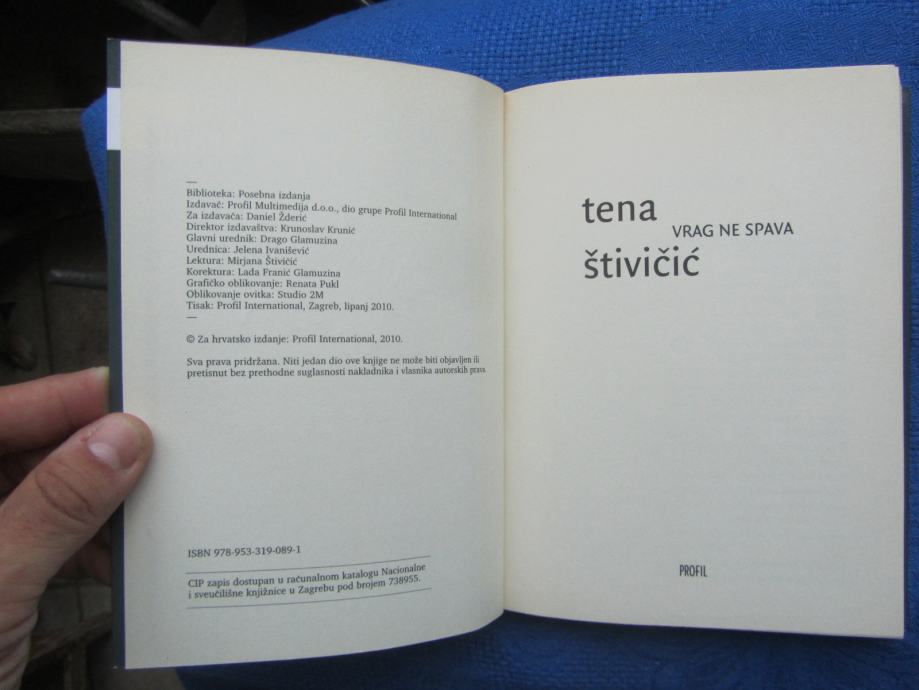 —
Biblioteka: Posebna izdanja
Izdavač: Profil Multimedija d.o.o., dio grupe Profil International
Za izdavača: Daniel Žderić
Direktor izdavaštva: Krunoslav Krunić
Glavni urednik: Drago Glamuzina
Urednica: Jelena Ivanišević
Lektura: Mirjana Štivičić
Korektura: Lada Franić Glamuzina
Grafičko oblikovanje: Renata Pukl
Oblikovanje ovitka: Studio 2M
Tisak: Profil International, Zagreb, lipanj 2010.
—
© Za hrvatsko izdanje: Profil International, 2010.
Sva prava pridržana. Niti jedan dio ove knjige ne može biti objavljen ili
pretisnut bez prethodne suglasnosti nakladnika i vlasnika autorskih prava
ISBN 978-953-319-089-1
CIP zapis dostupan u računalnom katalogu Nacionalne
i sveučilišne knjižnice u Zagrebu pod brojem 738955.
tena
VRAG NE SPAVA
štivičić
PROFIL